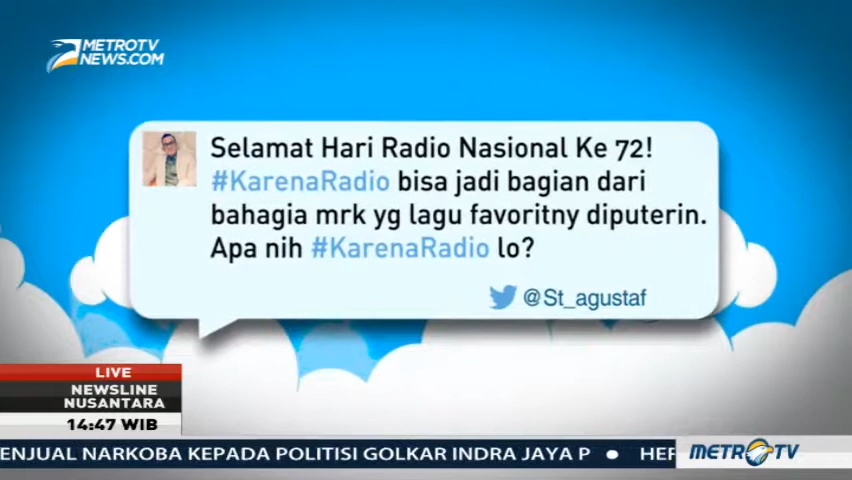 METROTV
NEWS.COM
Selamat Hari Radio Nasional Ke 72!
#KarenaRadio bisa jadi bagian dari
bahagia mrk yg lagu favoritny diputerin.
Apa nih #KarenaRadio lo?
@St_agustaf
LIVE
NEWSLINE
NUSANTARA
14:47 WIB
ENJUAL NARKOBA KEPADA POLITISI GOLKAR INDRA JAYA P ● HER
METROTV